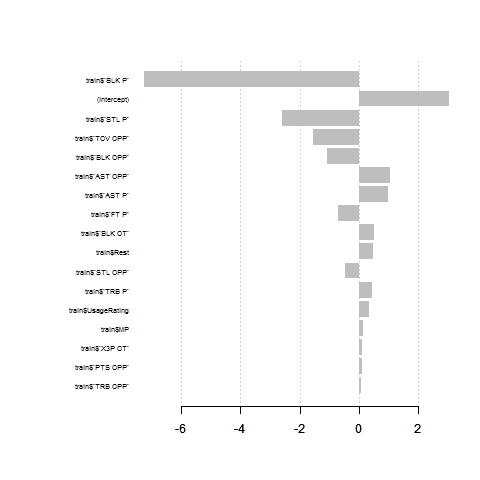 train$"BLK P"
(Intercept)
train$"STL P"
train$"TOV OPP"
train$"BLK OPP"
train$"AST OPP"
train$"AST P"
train$"FT P"
train$"BLK OT"
train$Rest
train$"STL OPP"
train$"TRB P"
train$UsageRating
train$MP
train$"X3P OT"
train$"PTS OPP"
train$"TRB OPP"
-6 -4 -2 0 2